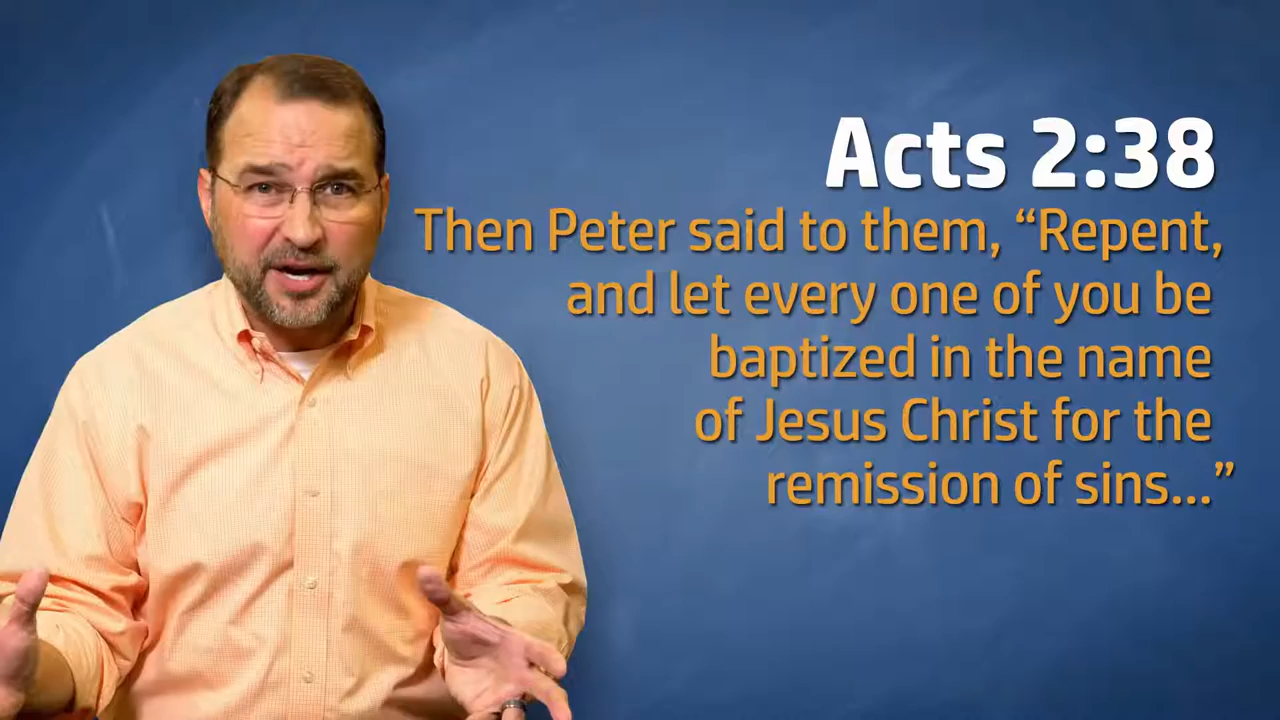 Acts 2:38
Then Peter said to them, “Repent,
and let every one of you be
baptized in the name
of Jesus Christ for the
remission of sins...”